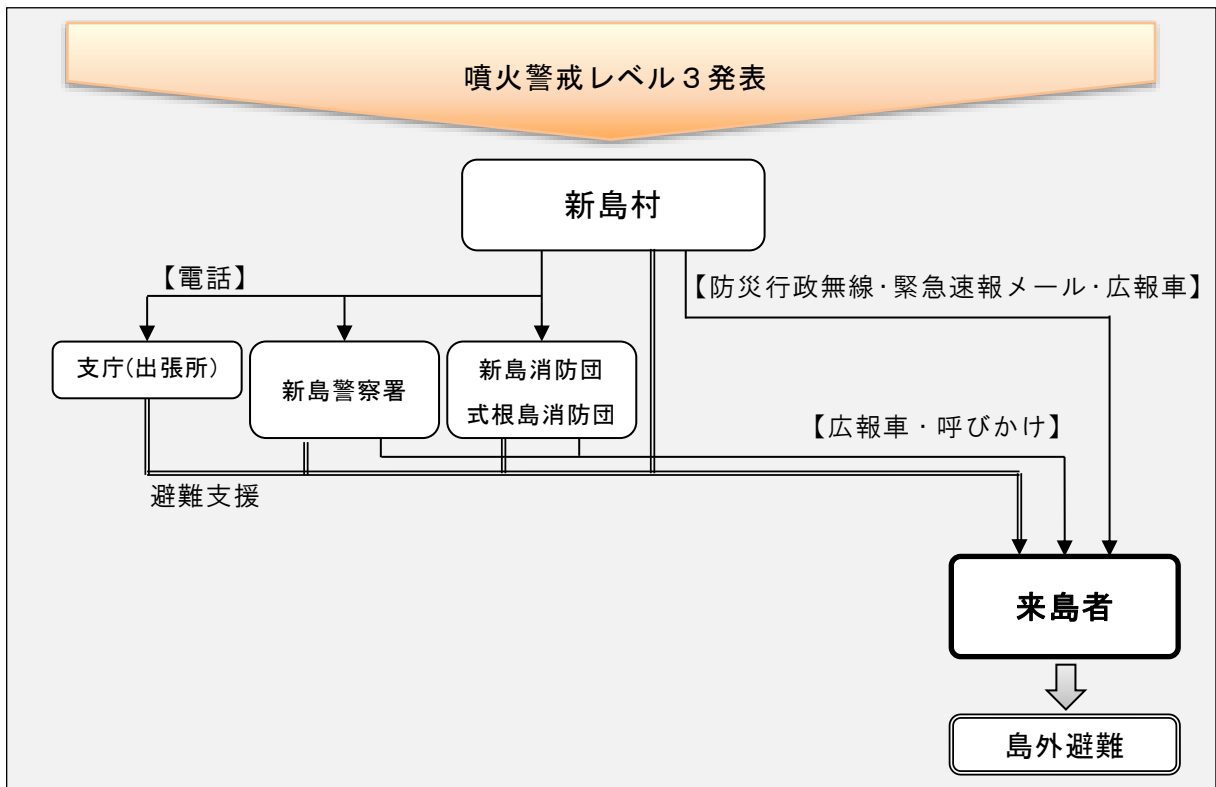 噴火警戒レベル３発表
新島村
【電話】
【防災行政無線・緊急速報メール・広報車】
支庁(出張所)
新島警察署
新島消防団
式根島消防団
【広報車・呼びかけ】
避難支援
来島者
島外避難